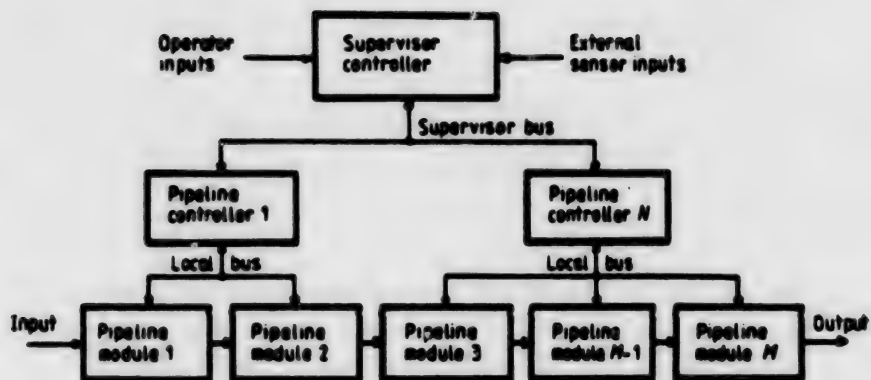 Operator
inputs
Supervisor
controller
External
sensor inputs
Supervisor bus
Pipeline
controller 1
Pipeline
controller N
Local bus
Local bus
Input
Pipeline
module 1
Pipeline
module 2
Pipeline
module 3
Pipeline
module M-1
Pipeline
module M
Output